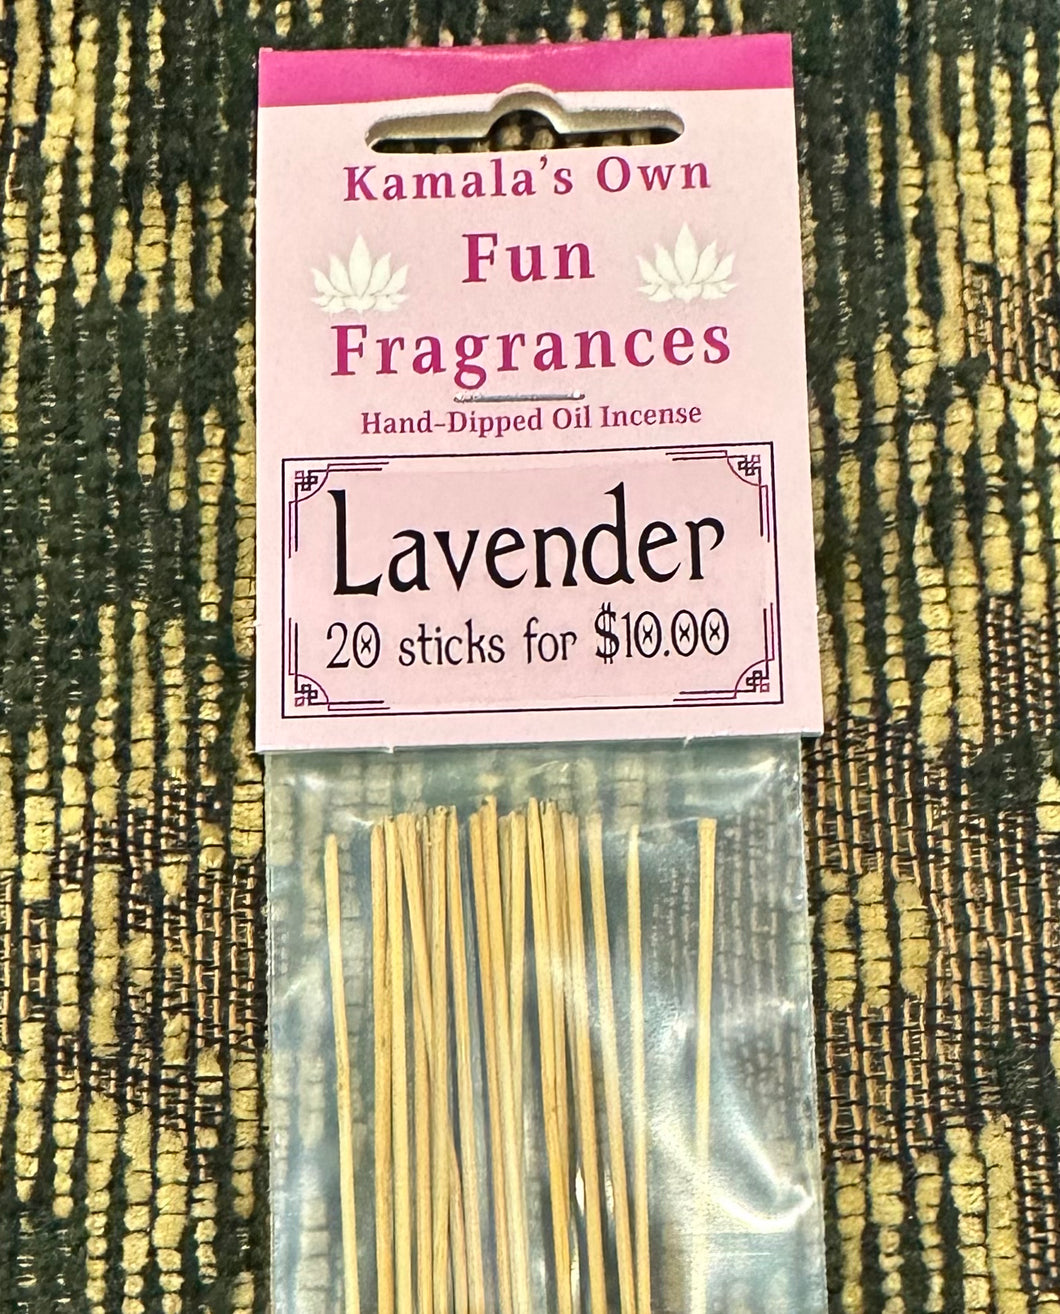 Kamala's Own
Fun
Fragrances
Hand-Dipped Oil Incense
Lavender
20 sticks for $10.00